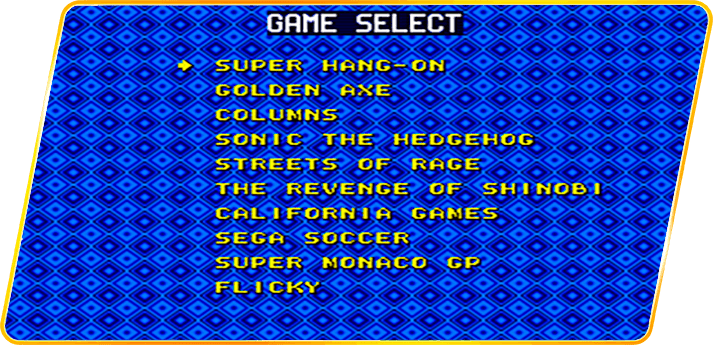 GAME SELECT
SUPER HANG-ON
GOLDEN AXE
COLUMNS
SONIC THE HEDGEHOG
STREETS OF RAGE
THE REVENGE OF SHINOBI
CALIFORNIA GAMES
SEGA SOCCER
SUPER MONACO GP
FLICKY